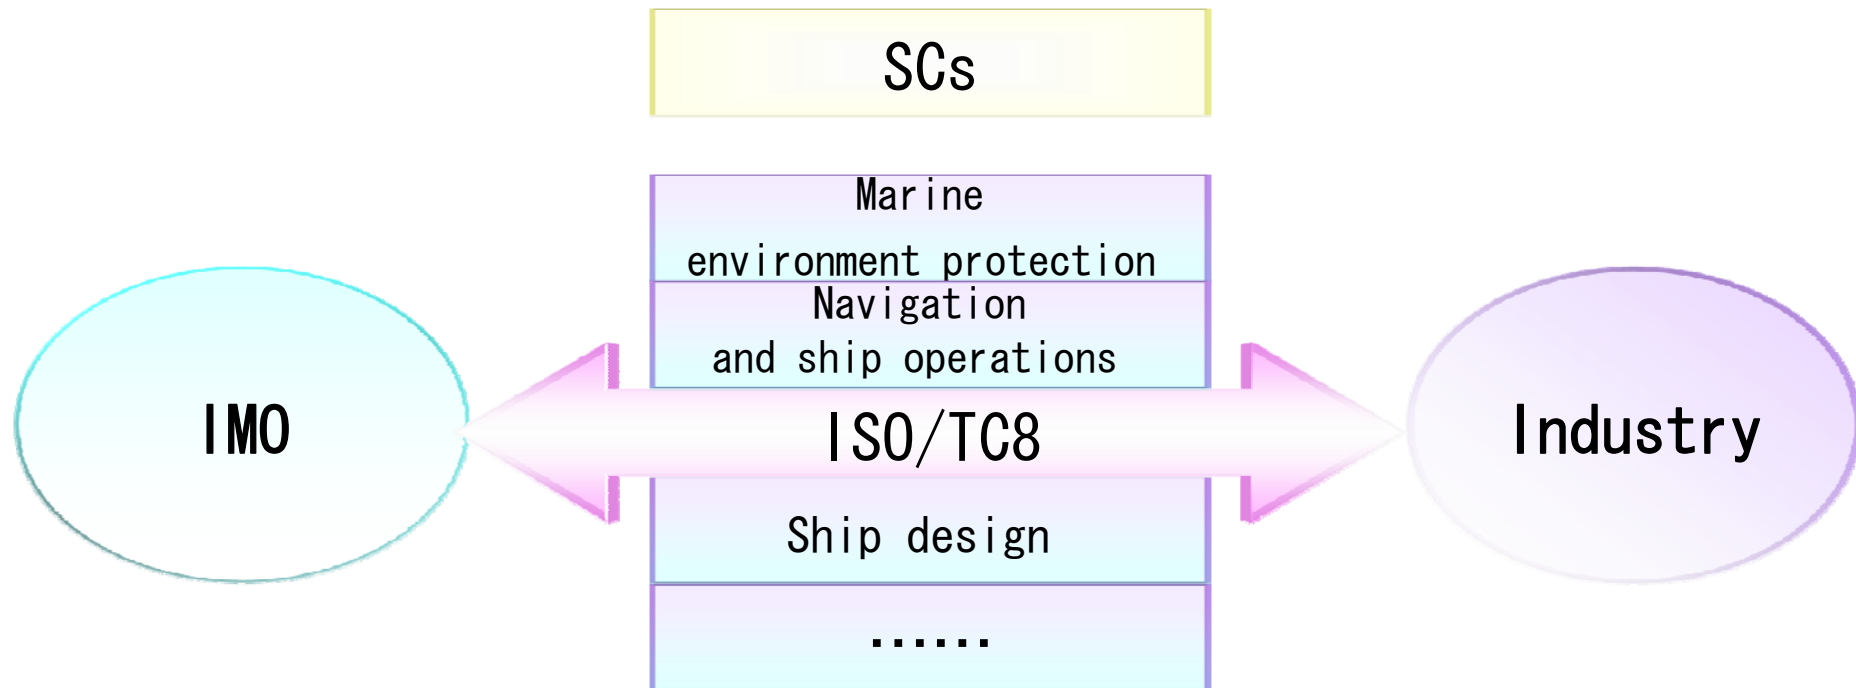 SCs
Marine
environment protection
Navigation
and ship operations
IMO
ISO/TC8
Industry
Ship design
......